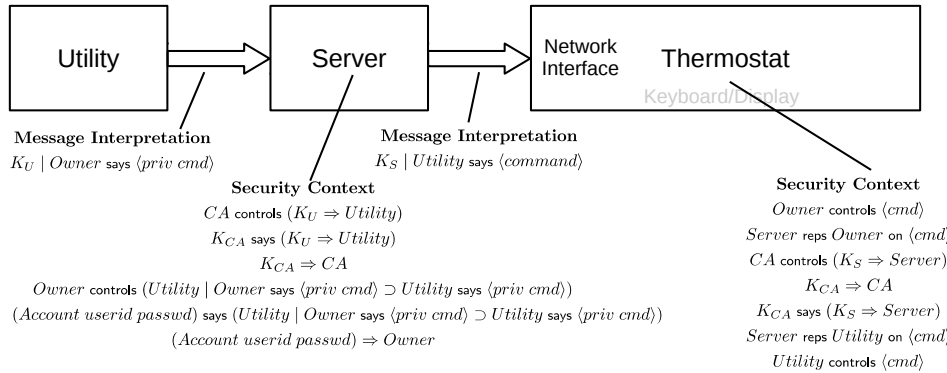 Utility
Server
Network
Interface
Thermostat
Keyboard/Display
Message Interpretation
K_U | Owner says ⟨priv cmd⟩
Message Interpretation
K_S | Utility says ⟨command⟩
Security Context
CA controls (K_U ⇒ Utility)
K_CA says (K_U ⇒ Utility)
K_CA ⇒ CA
Owner controls (Utility | Owner says ⟨priv cmd⟩ ⊃ Utility says ⟨priv cmd⟩)
(Account userid passwd) says (Utility | Owner says ⟨priv cmd⟩ ⊃ Utility says ⟨priv cmd⟩)
(Account userid passwd) ⇒ Owner
Security Context
Owner controls ⟨cmd⟩
Server reps Owner on ⟨cmd⟩
CA controls (K_S ⇒ Server)
K_CA ⇒ CA
K_CA says (K_S ⇒ Server)
Server reps Utility on ⟨cmd⟩
Utility controls ⟨cmd⟩